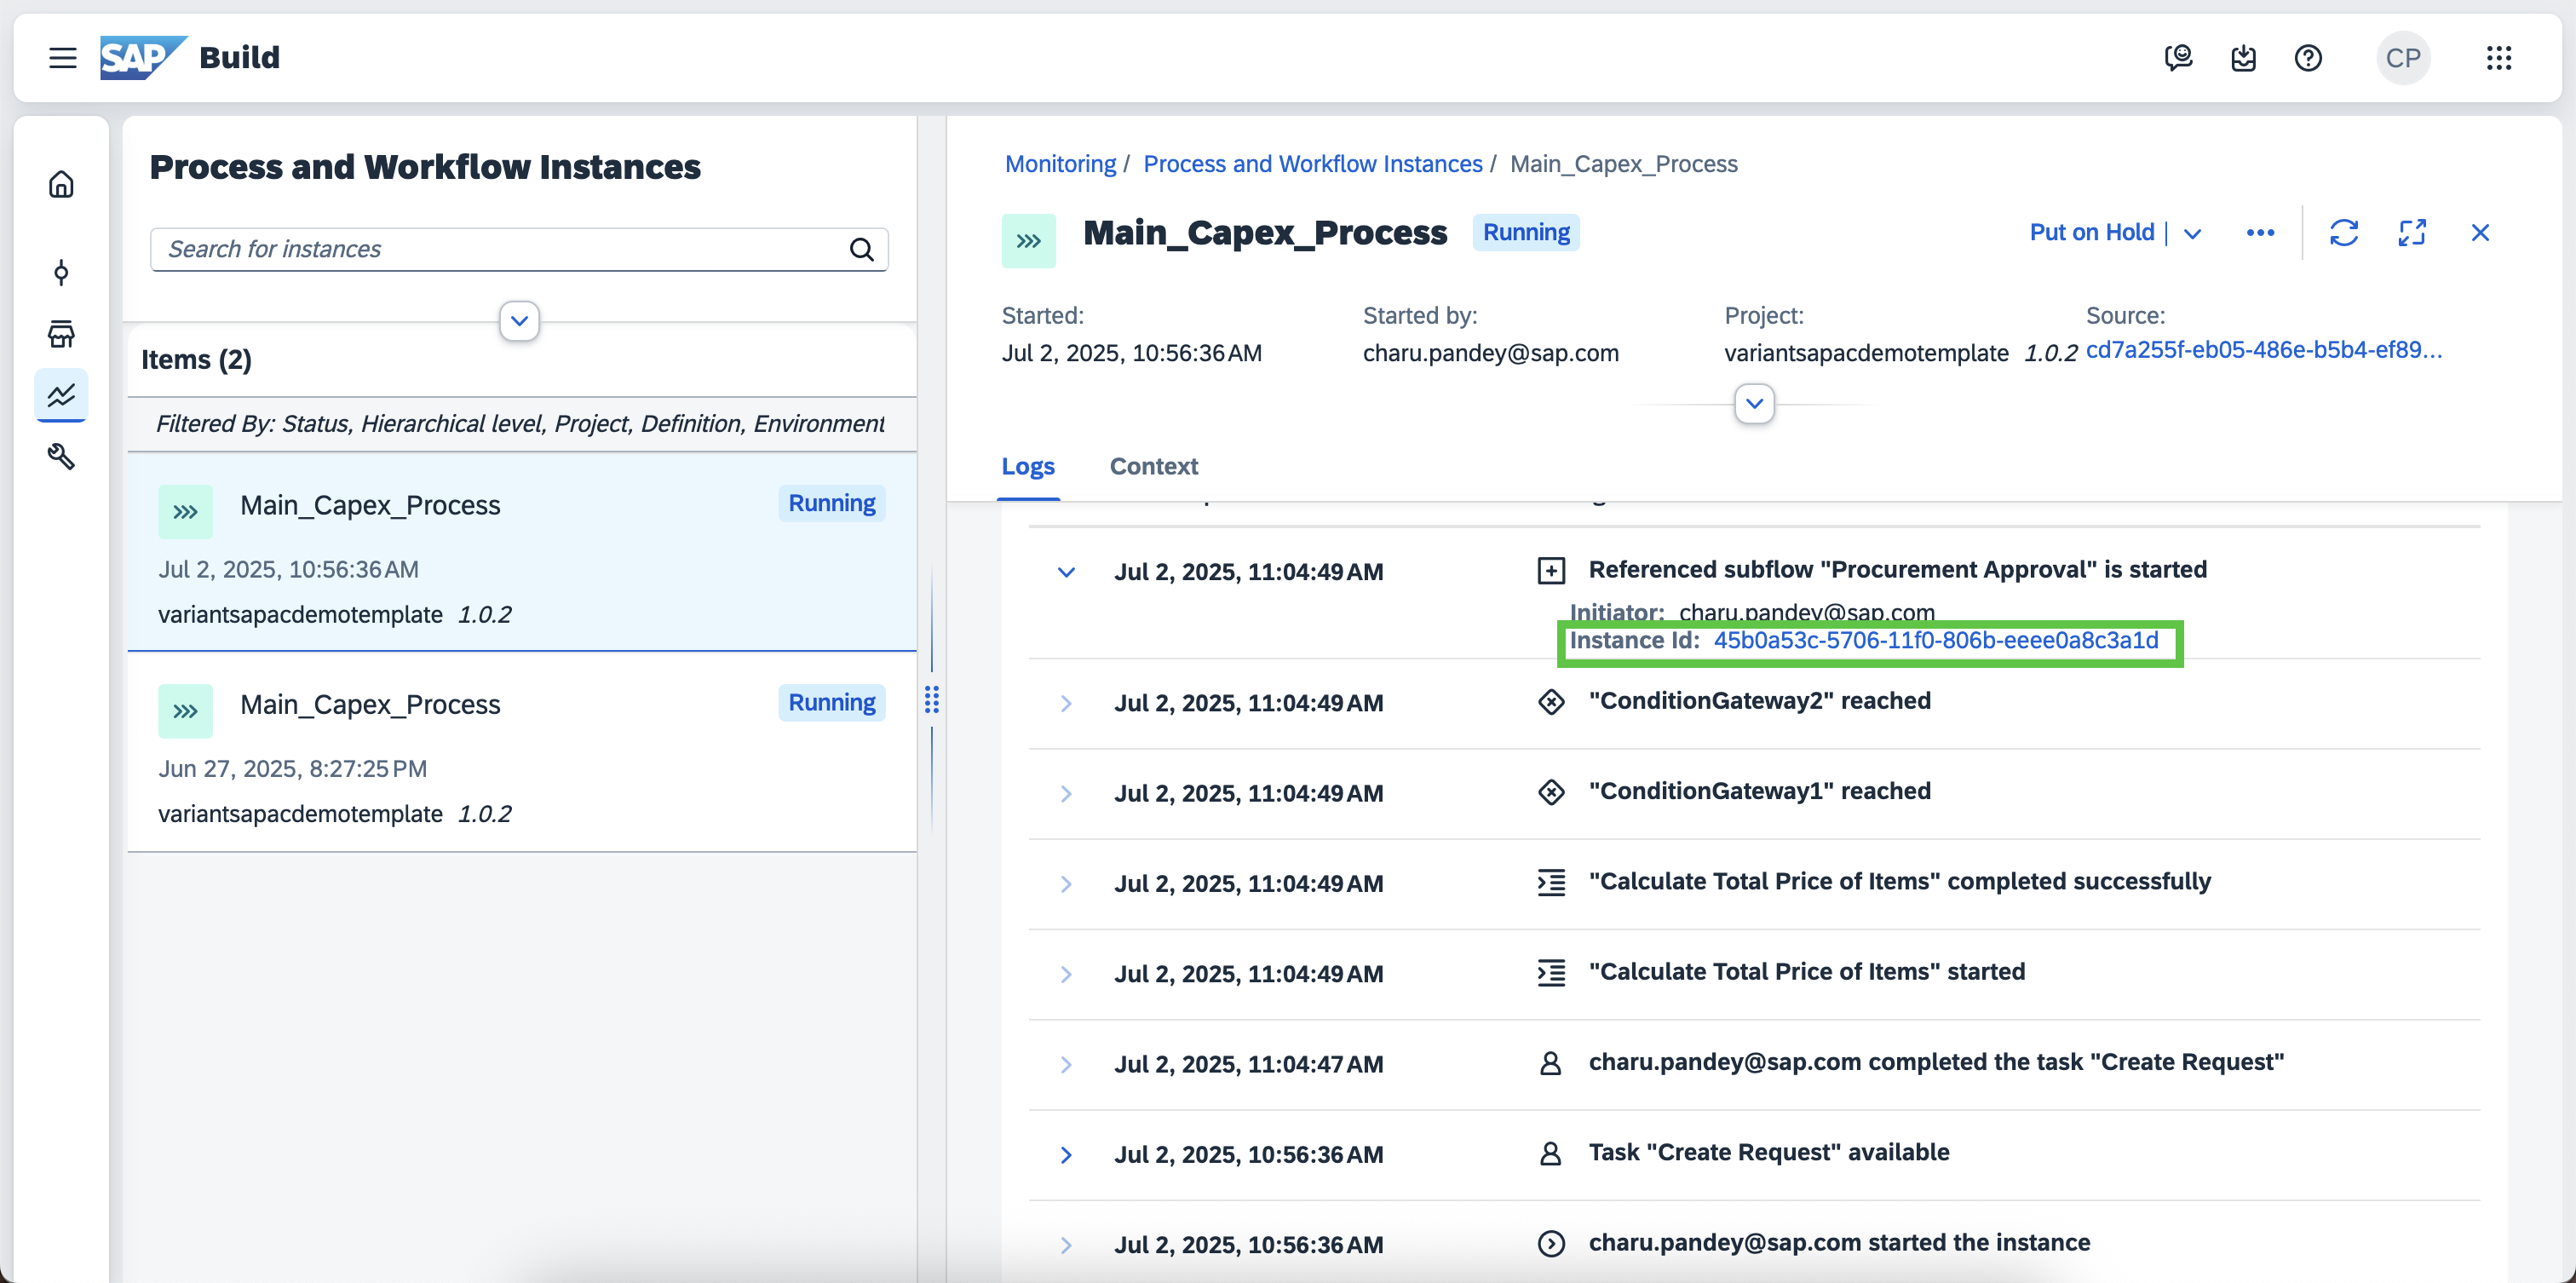 SAP Build
CP
Process and Workflow Instances
Search for instances
Items (2)
Filtered By: Status, Hierarchical level, Project, Definition, Environment
Main_Capex_Process Running
Jul 2, 2025, 10:56:36 AM
variantsapacdemotemplate 1.0.2
Main_Capex_Process Running
Jun 27, 2025, 8:27:25 PM
variantsapacdemotemplate 1.0.2
Monitoring / Process and Workflow Instances / Main_Capex_Process
Main_Capex_Process Running
Put on Hold
Started: Started by: Project: Source:
Jul 2, 2025, 10:56:36 AM charu.pandey@sap.com variantsapacdemotemplate 1.0.2 cd7a255f-eb05-486e-b5b4-ef89...
Logs Context
Jul 2, 2025, 11:04:49 AM Referenced subflow "Procurement Approval" is started
Initiator: charu.pandey@sap.com
Instance Id: 45b0a53c-5706-11f0-806b-eeee0a8c3a1d
Jul 2, 2025, 11:04:49 AM "ConditionGateway2" reached
Jul 2, 2025, 11:04:49 AM "ConditionGateway1" reached
Jul 2, 2025, 11:04:49 AM "Calculate Total Price of Items" completed successfully
Jul 2, 2025, 11:04:49 AM "Calculate Total Price of Items" started
Jul 2, 2025, 11:04:47 AM charu.pandey@sap.com completed the task "Create Request"
Jul 2, 2025, 10:56:36 AM Task "Create Request" available
Jul 2, 2025, 10:56:36 AM charu.pandey@sap.com started the instance